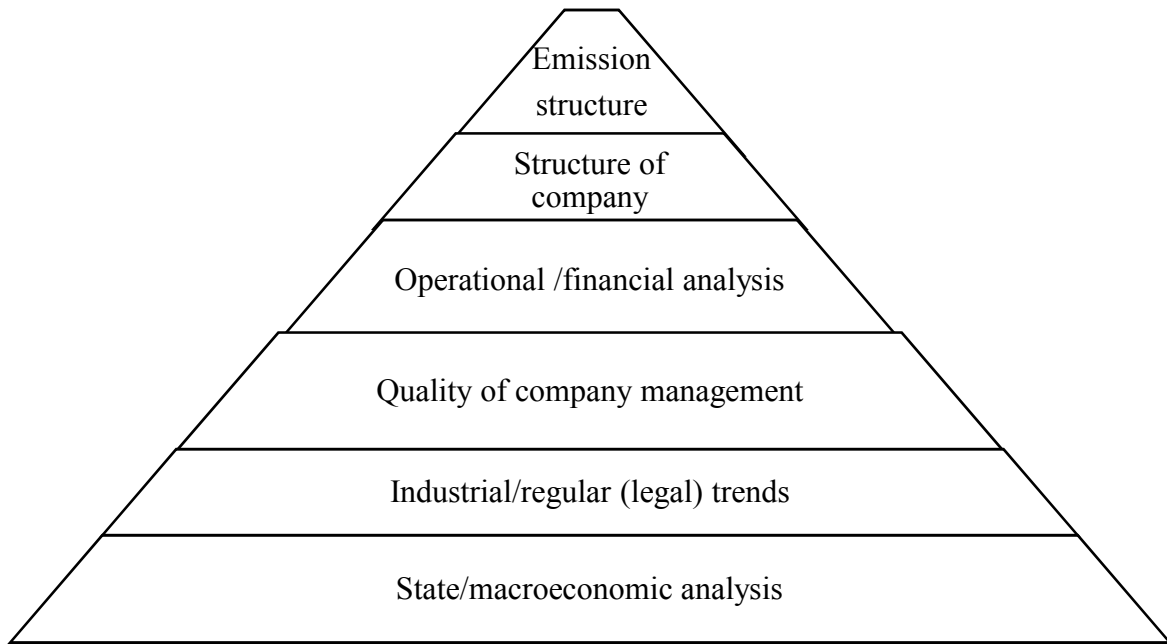 Emission
structure
Structure of
company
Operational /financial analysis
Quality of company management
Industrial/regular (legal) trends
State/macroeconomic analysis